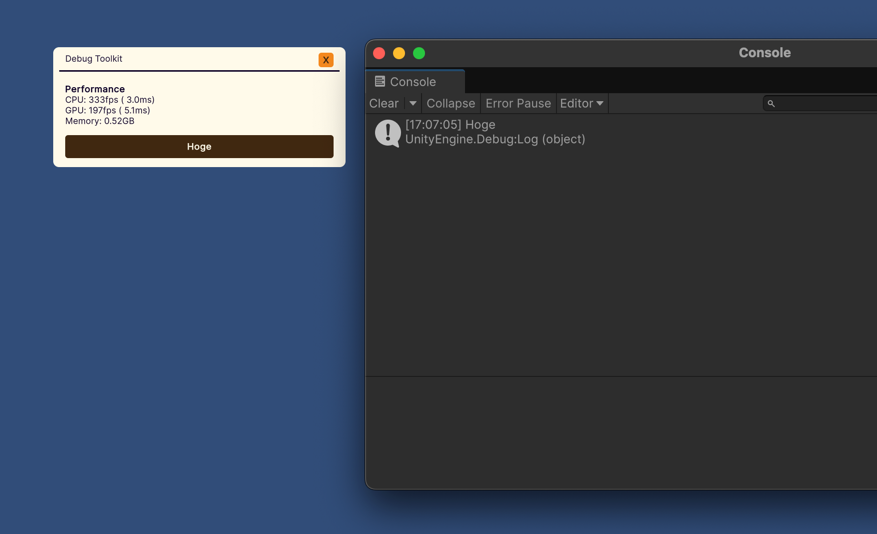 Debug Toolkit
X
Performance
CPU: 333fps ( 3.0ms)
GPU: 197fps ( 5.1ms)
Memory: 0.52GB
Hoge
Console
Console
Clear
Collapse
Error Pause
Editor
[17:07:05] Hoge
UnityEngine.Debug:Log (object)